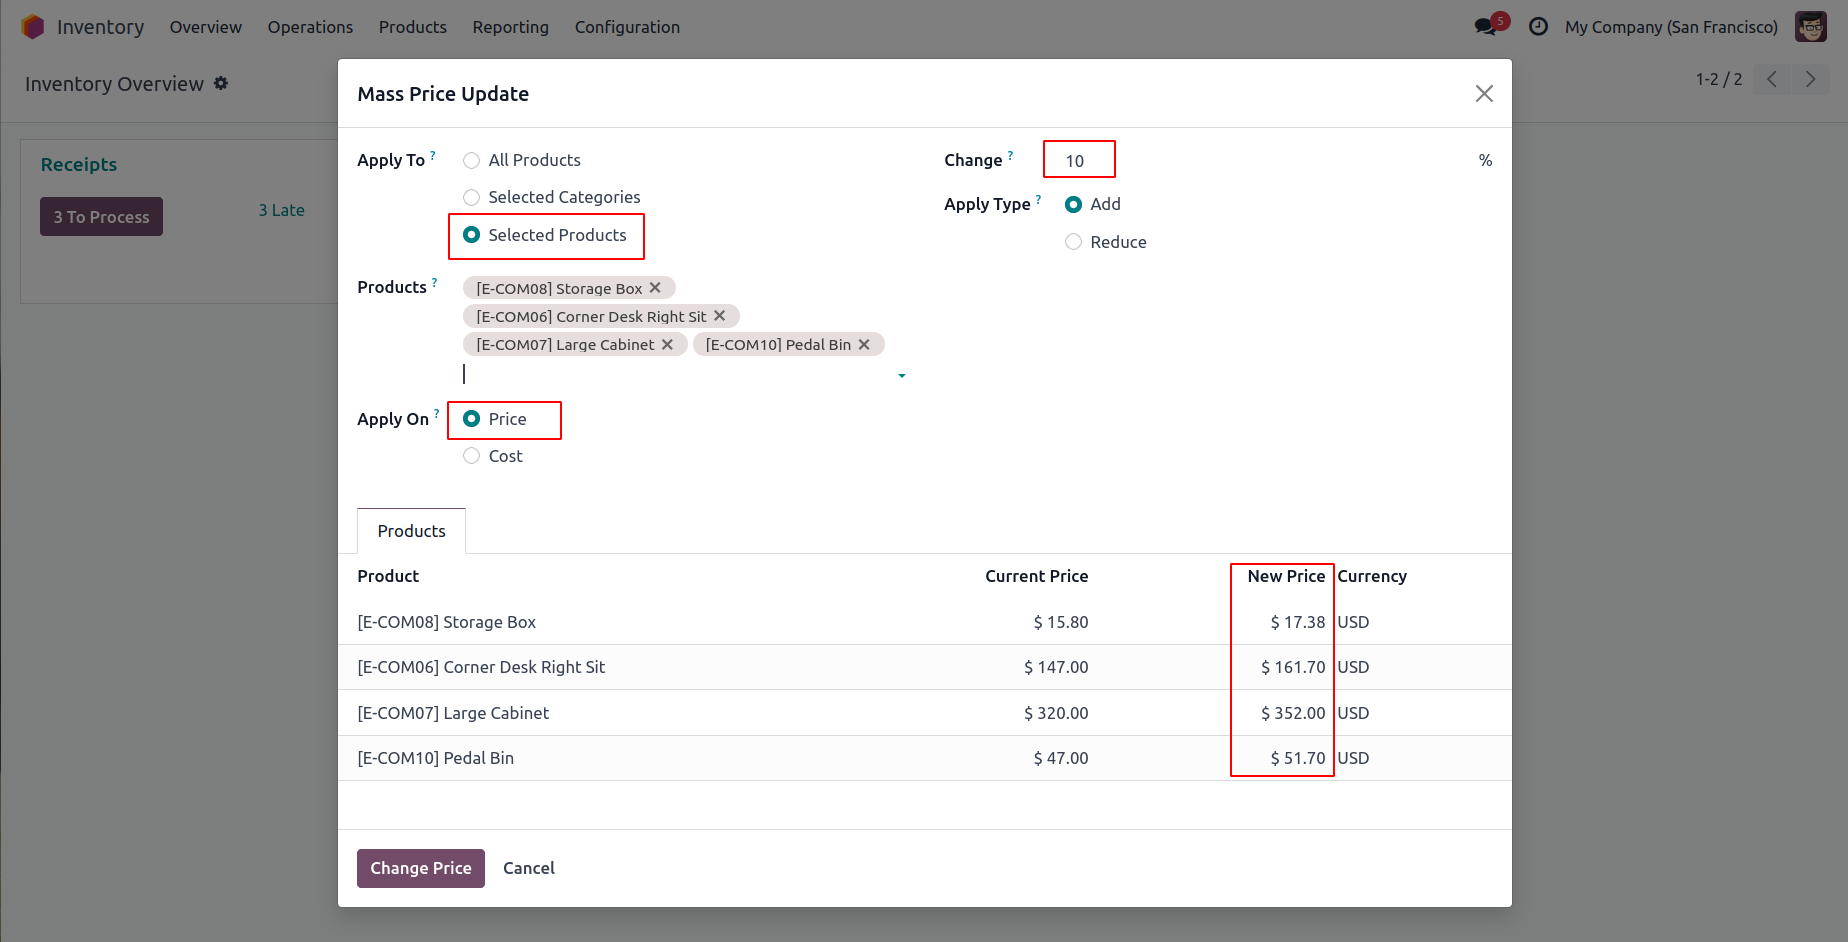 Inventory Overview Operations Products Reporting Configuration 5 My Company (San Francisco)
Inventory Overview 1-2 / 2
Receipts
3 To Process 3 Late
Mass Price Update
Apply To ? All Products
Selected Categories
Selected Products
Change ? 10 %
Apply Type ? Add
Reduce
Products ? [E-COM08] Storage Box
[E-COM06] Corner Desk Right Sit
[E-COM07] Large Cabinet [E-COM10] Pedal Bin
Apply On ? Price
Cost
Products
Product Current Price New Price Currency
[E-COM08] Storage Box $ 15.80 $ 17.38 USD
[E-COM06] Corner Desk Right Sit $ 147.00 $ 161.70 USD
[E-COM07] Large Cabinet $ 320.00 $ 352.00 USD
[E-COM10] Pedal Bin $ 47.00 $ 51.70 USD
Change Price Cancel